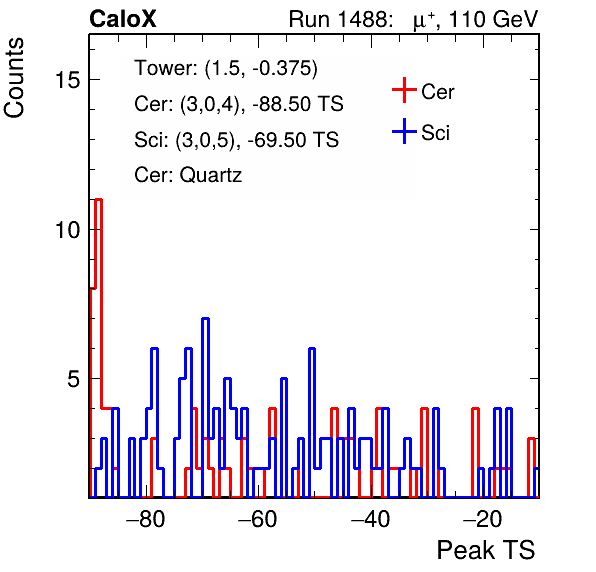 CaloX Run 1488: μ⁺, 110 GeV
Counts
Tower: (1.5, -0.375)
Cer: (3,0,4), -88.50 TS
Sci: (3,0,5), -69.50 TS
Cer: Quartz
Cer
Sci
15
10
5
−80 −60 −40 −20
Peak TS